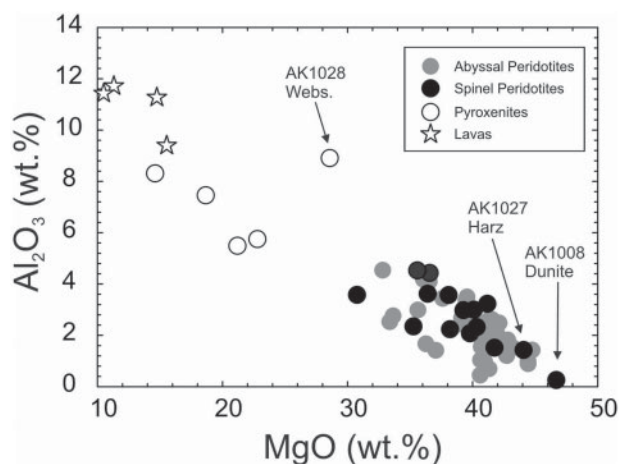 14
12
10
8
6
4
2
0
Al₂O₃ (wt.%)
AK1028
Webs.
Abyssal Peridotites
Spinel Peridotites
Pyroxenites
Lavas
AK1027
Harz
AK1008
Dunite
10 20 30 40 50
MgO (wt.%)